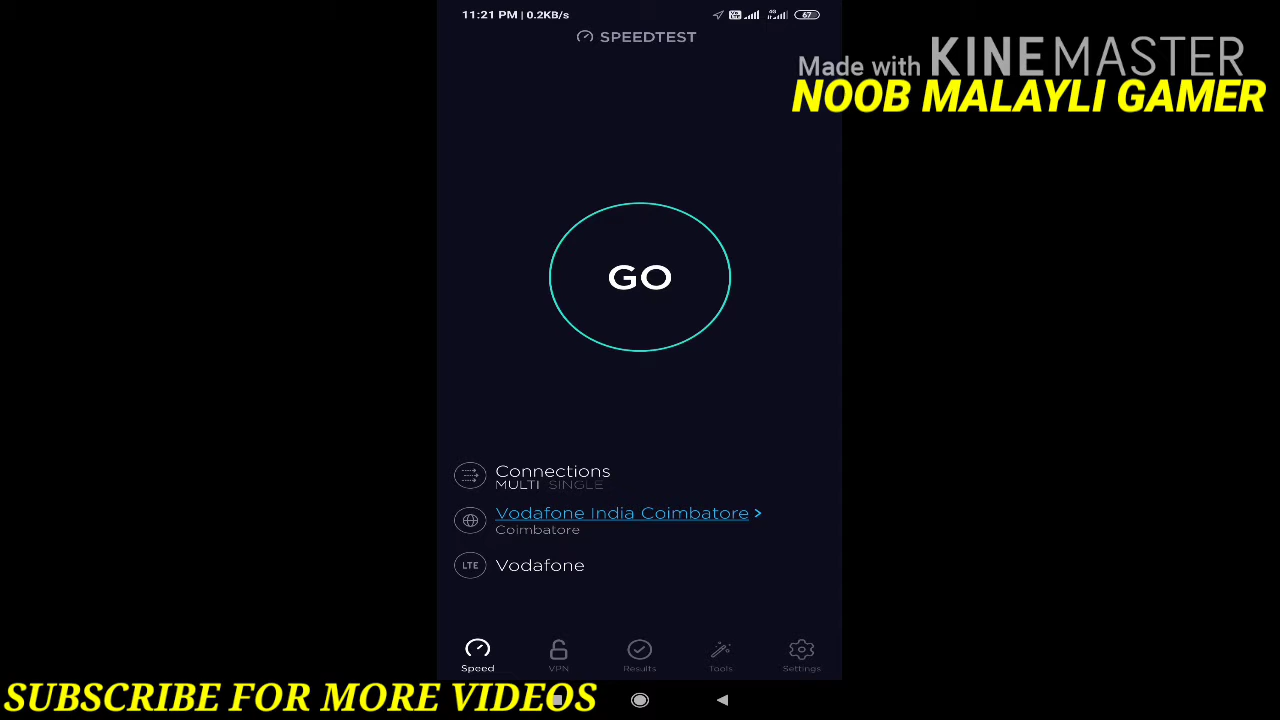 11:21 PM | 0.2KB/s
67
SPEEDTEST
Made with KINEMASTER
NOOB MALAYLI GAMER
GO
Connections
MULTI SINGLE
Vodafone India Coimbatore >
Coimbatore
LTE Vodafone
Speed VPN Results Tools Settings
SUBSCRIBE FOR MORE VIDEOS